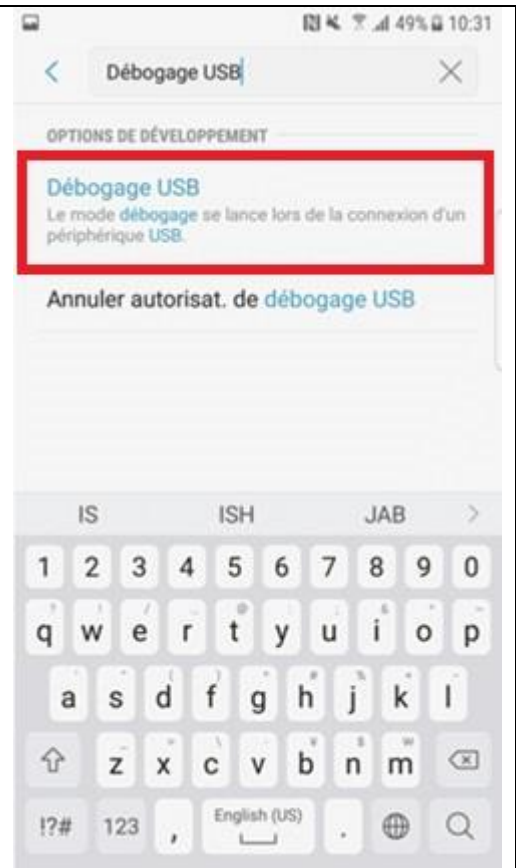 49% 10:31
Débogage USB
OPTIONS DE DÉVELOPPEMENT
Débogage USB
Le mode débogage se lance lors de la connexion d'un
périphérique USB.
Annuler autorisat. de débogage USB
IS ISH JAB
1 2 3 4 5 6 7 8 9 0
q w e r t y u i o p
a s d f g h j k l
z x c v b n m
!?# 123 , English (US) .